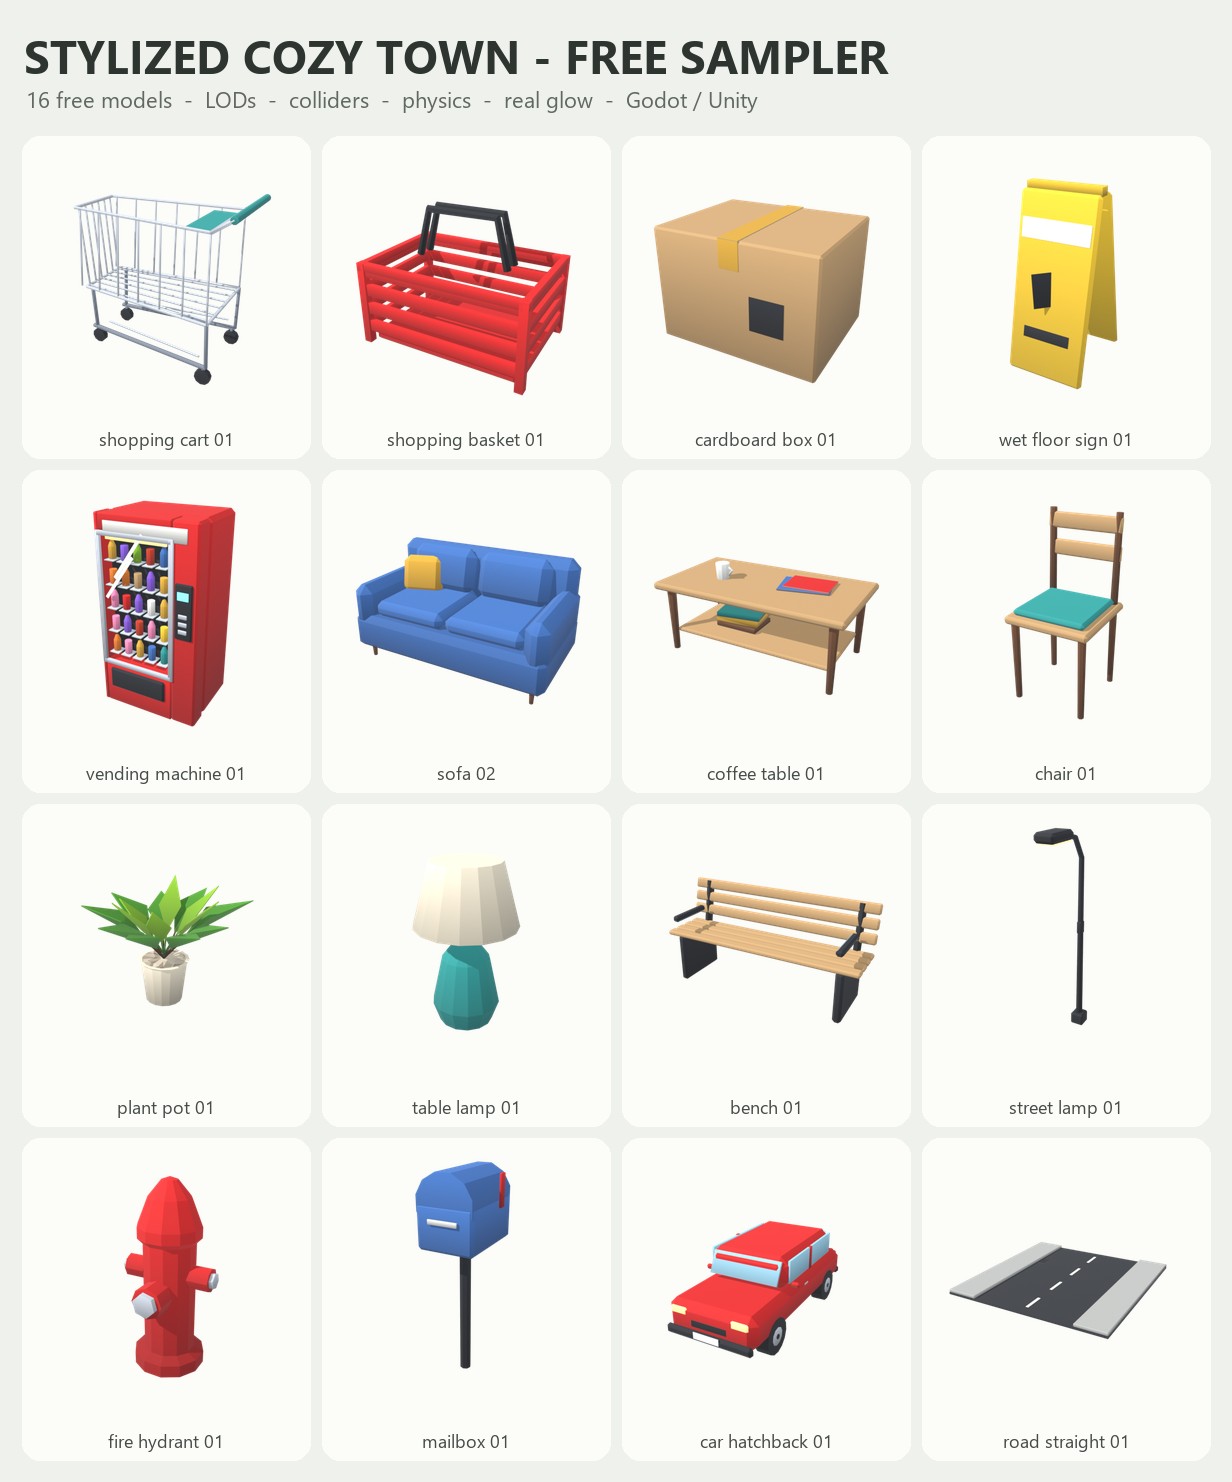 STYLIZED COZY TOWN - FREE SAMPLER
16 free models - LODs - colliders - physics - real glow - Godot / Unity
shopping cart 01
shopping basket 01
cardboard box 01
wet floor sign 01
vending machine 01
sofa 02
coffee table 01
chair 01
plant pot 01
table lamp 01
bench 01
street lamp 01
fire hydrant 01
mailbox 01
car hatchback 01
road straight 01